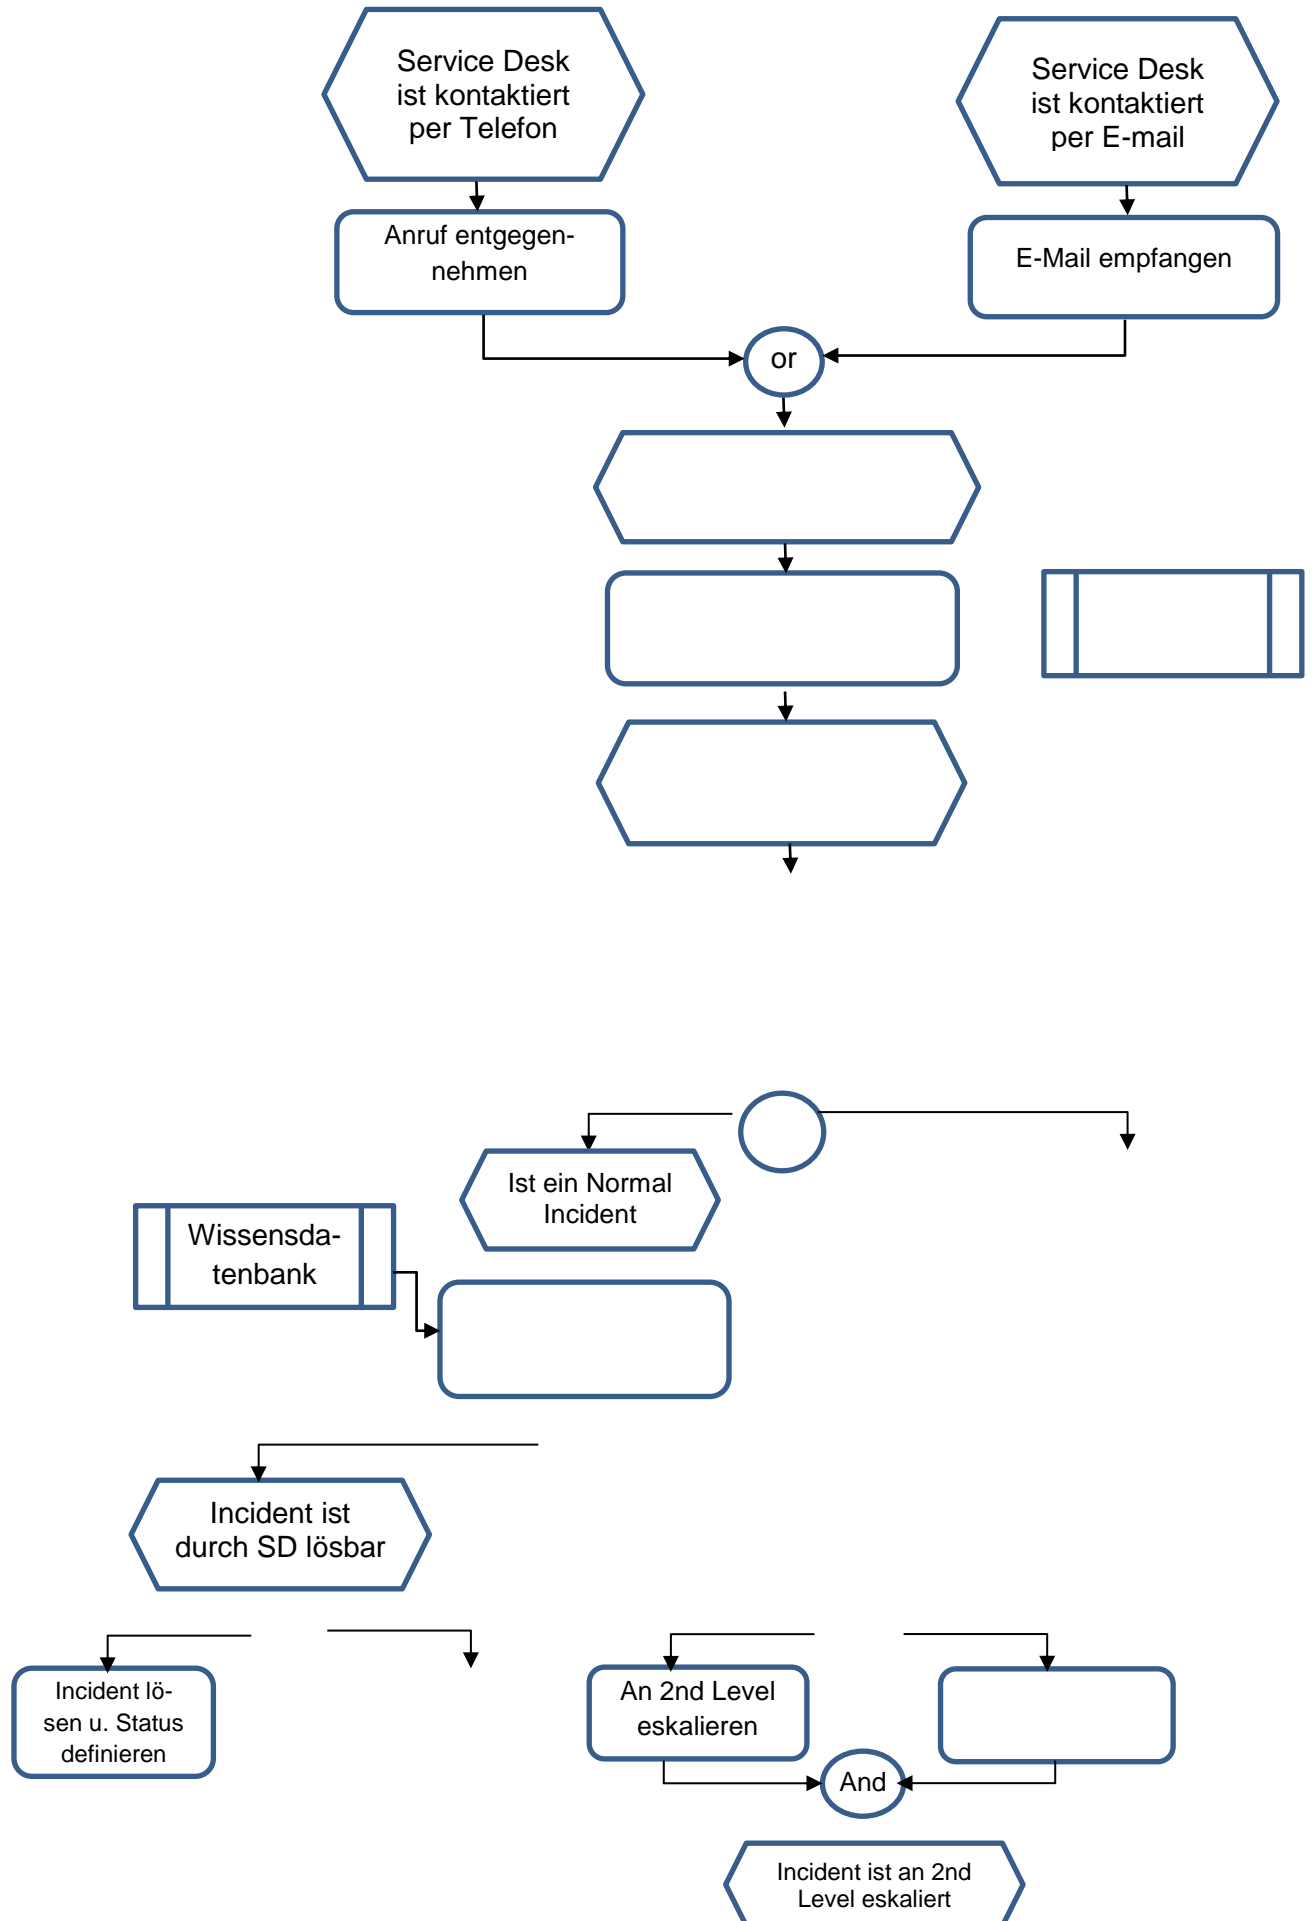 Service Desk
ist kontaktiert
per Telefon
Service Desk
ist kontaktiert
per E-mail
Anruf entgegen-
nehmen
E-Mail empfangen
or
Ist ein Normal
Incident
Wissensda-
tenbank
Incident ist
durch SD lösbar
Incident lö-
sen u. Status
definieren
An 2nd Level
eskalieren
And
Incident ist an 2nd
Level eskaliert